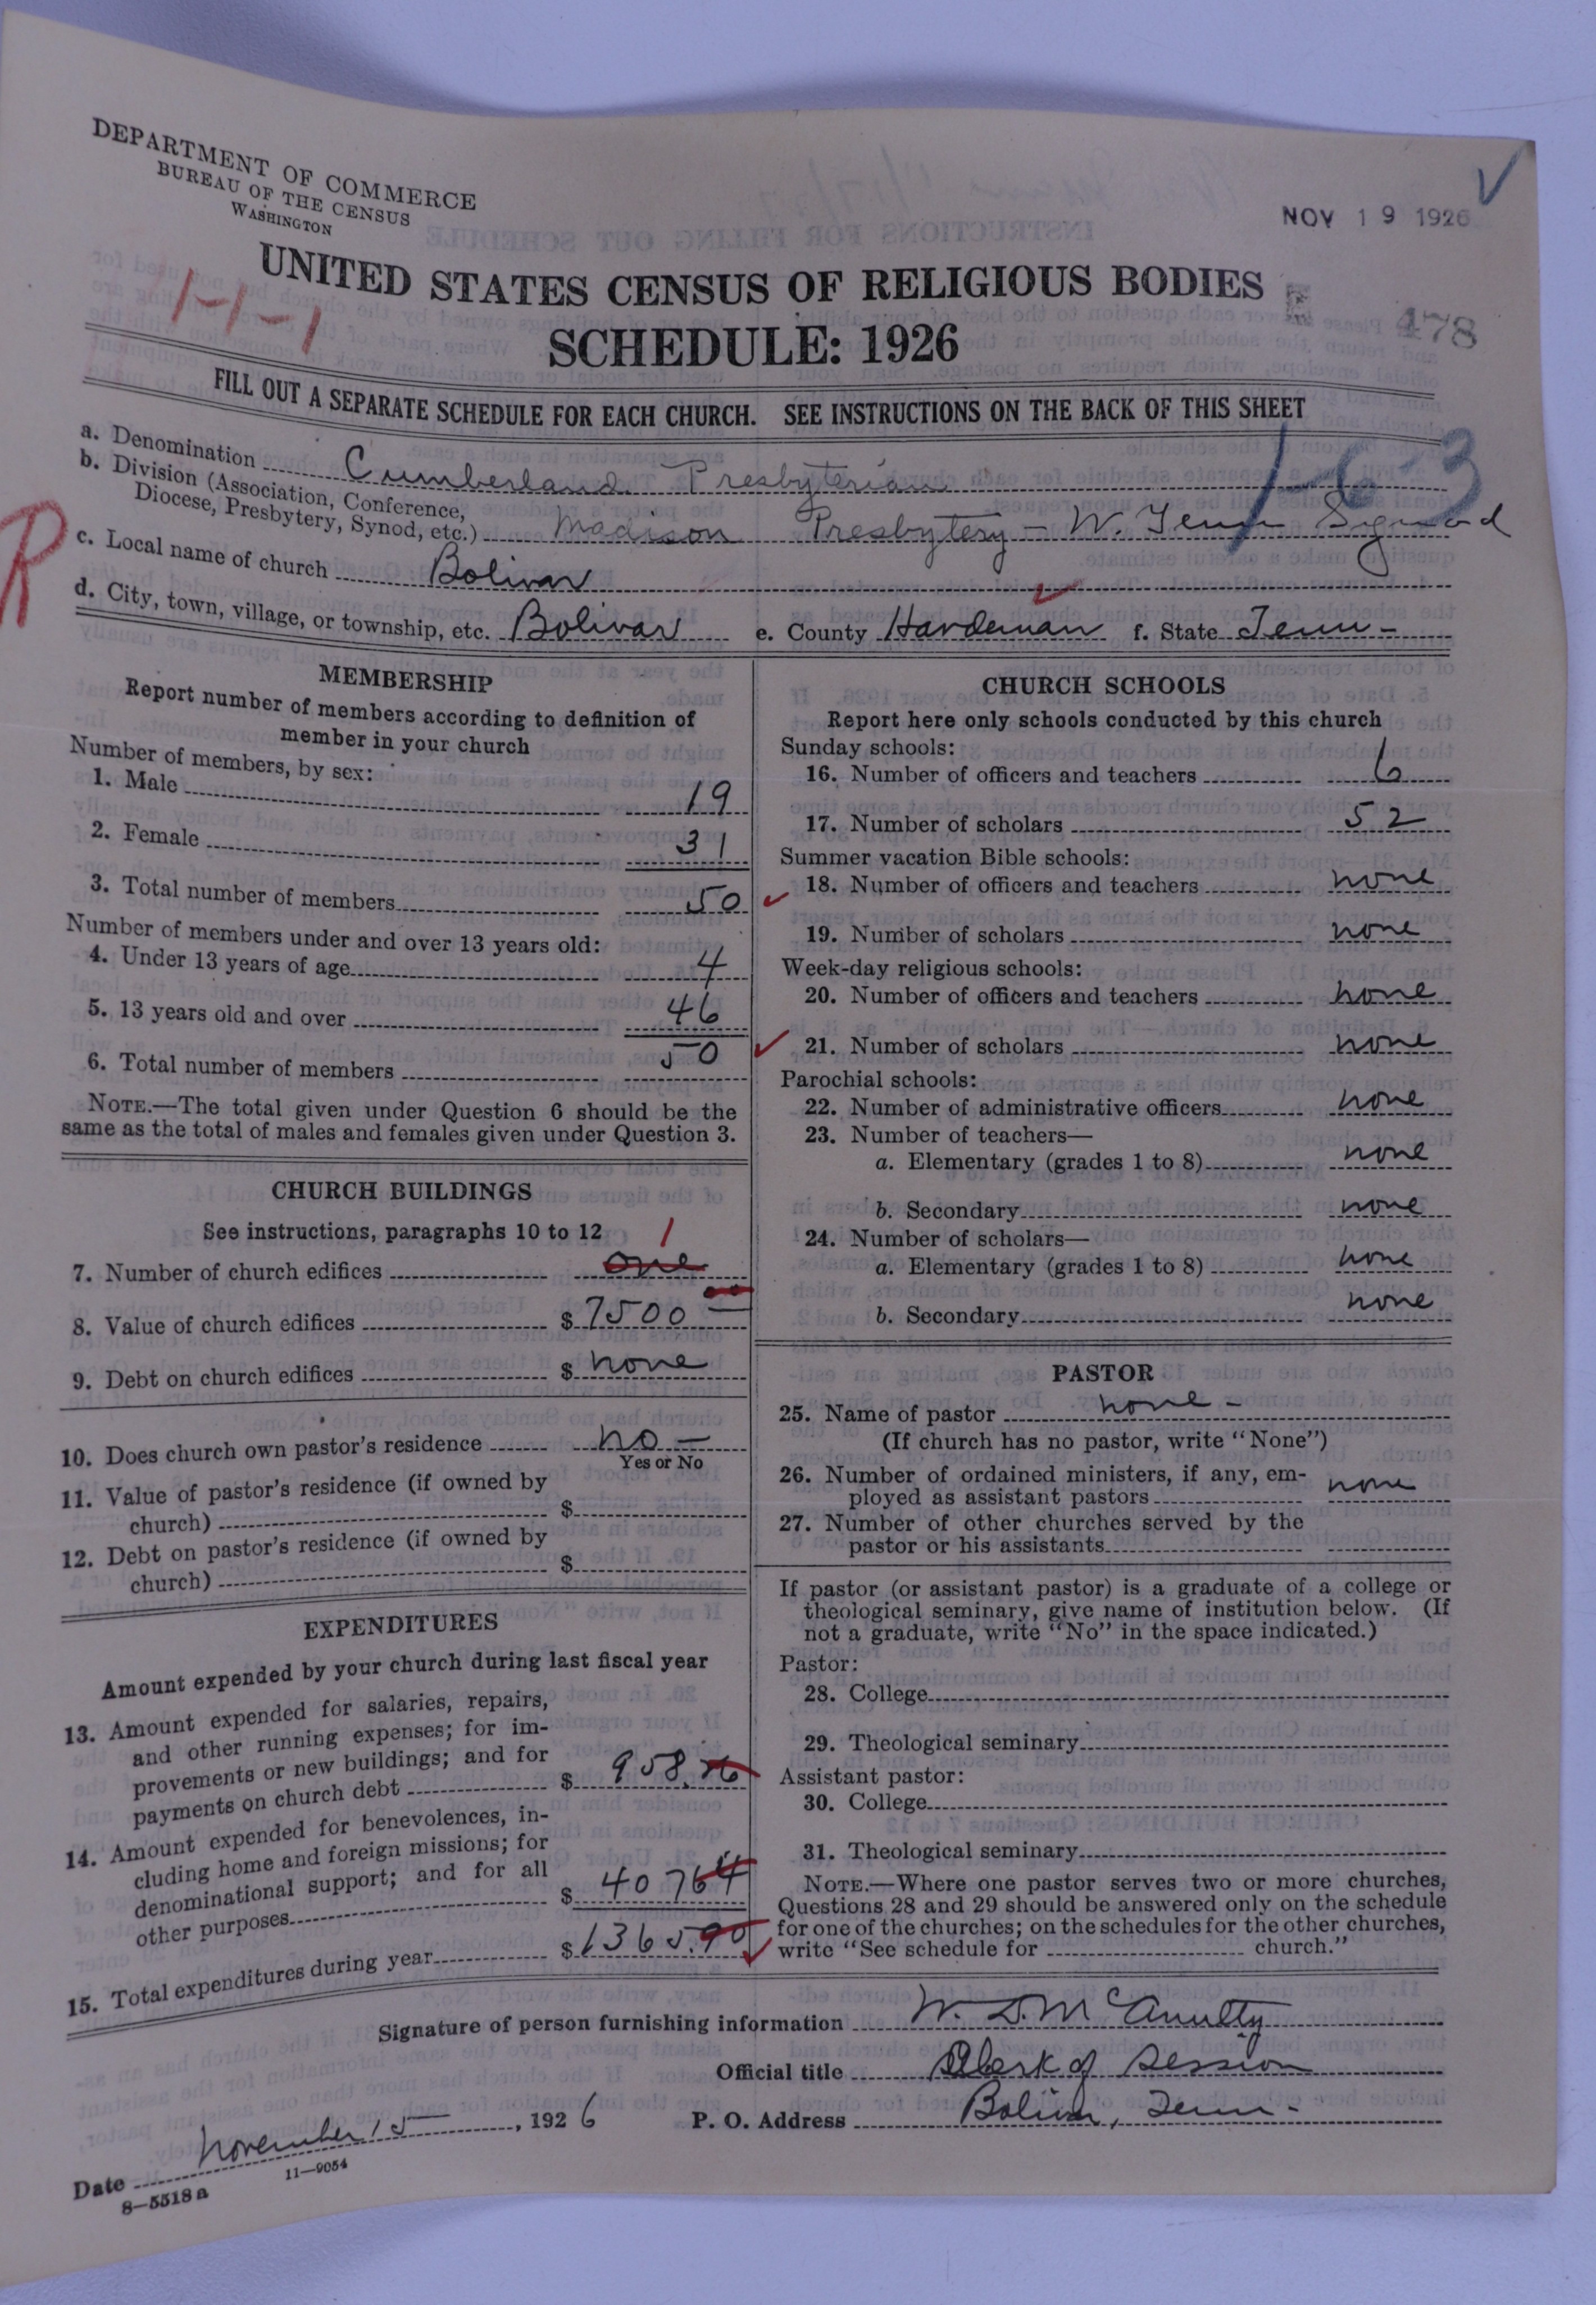 DEPARTMENT OF COMMERCE
BUREAU OF THE CENSUS
WASHINGTON
NOV 19 1926
UNITED STATES CENSUS OF RELIGIOUS BODIES
1-1-1
SCHEDULE: 1926
478
FILL OUT A SEPARATE SCHEDULE FOR EACH CHURCH. SEE INSTRUCTIONS ON THE BACK OF THIS SHEET
1-6-3
a. Denomination Cumberland Presbyterian
b. Division (Association, Conference,
Diocese, Presbytery, Synod, etc.) Madison Presbytery - W. Tenn Synod
R
c. Local name of church Bolivar
d. City, town, village, or township, etc. Bolivar e. County Hardeman f. State Tenn-
MEMBERSHIP
Report number of members according to definition of
member in your church
Number of members, by sex:
1. Male 19
2. Female 31
3. Total number of members 50
Number of members under and over 13 years old:
4. Under 13 years of age 4
5. 13 years old and over 46
6. Total number of members 50
NOTE.—The total given under Question 6 should be the
same as the total of males and females given under Question 3.
CHURCH BUILDINGS
See instructions, paragraphs 10 to 12
1
7. Number of church edifices one
8. Value of church edifices $ 7500 00
9. Debt on church edifices $ none
10. Does church own pastor's residence no -
Yes or No
11. Value of pastor's residence (if owned by
church) $
12. Debt on pastor's residence (if owned by
church) $
EXPENDITURES
Amount expended by your church during last fiscal year
13. Amount expended for salaries, repairs,
and other running expenses; for im-
provements or new buildings; and for
payments on church debt $ 958.
14. Amount expended for benevolences, in-
cluding home and foreign missions; for
denominational support; and for all
other purposes $ 407 64
15. Total expenditures during year $ 1365.90
CHURCH SCHOOLS
Report here only schools conducted by this church
Sunday schools:
16. Number of officers and teachers 6
17. Number of scholars 52
Summer vacation Bible schools:
18. Number of officers and teachers none
19. Number of scholars none
Week-day religious schools:
20. Number of officers and teachers none
21. Number of scholars none
Parochial schools:
22. Number of administrative officers none
23. Number of teachers—
a. Elementary (grades 1 to 8) none
b. Secondary none
24. Number of scholars—
a. Elementary (grades 1 to 8) none
b. Secondary none
PASTOR
25. Name of pastor none -
(If church has no pastor, write "None")
26. Number of ordained ministers, if any, em-
ployed as assistant pastors none
27. Number of other churches served by the
pastor or his assistants
If pastor (or assistant pastor) is a graduate of a college or
theological seminary, give name of institution below. (If
not a graduate, write "No" in the space indicated.)
Pastor:
28. College
29. Theological seminary
Assistant pastor:
30. College
31. Theological seminary
NOTE.—Where one pastor serves two or more churches,
Questions 28 and 29 should be answered only on the schedule
for one of the churches; on the schedules for the other churches,
write "See schedule for church."
Signature of person furnishing information W. D. McAnulty
Official title Clerk of Session
P. O. Address Bolivar, Tenn-
Date November 15, 1926
11—9054
8—5518 a